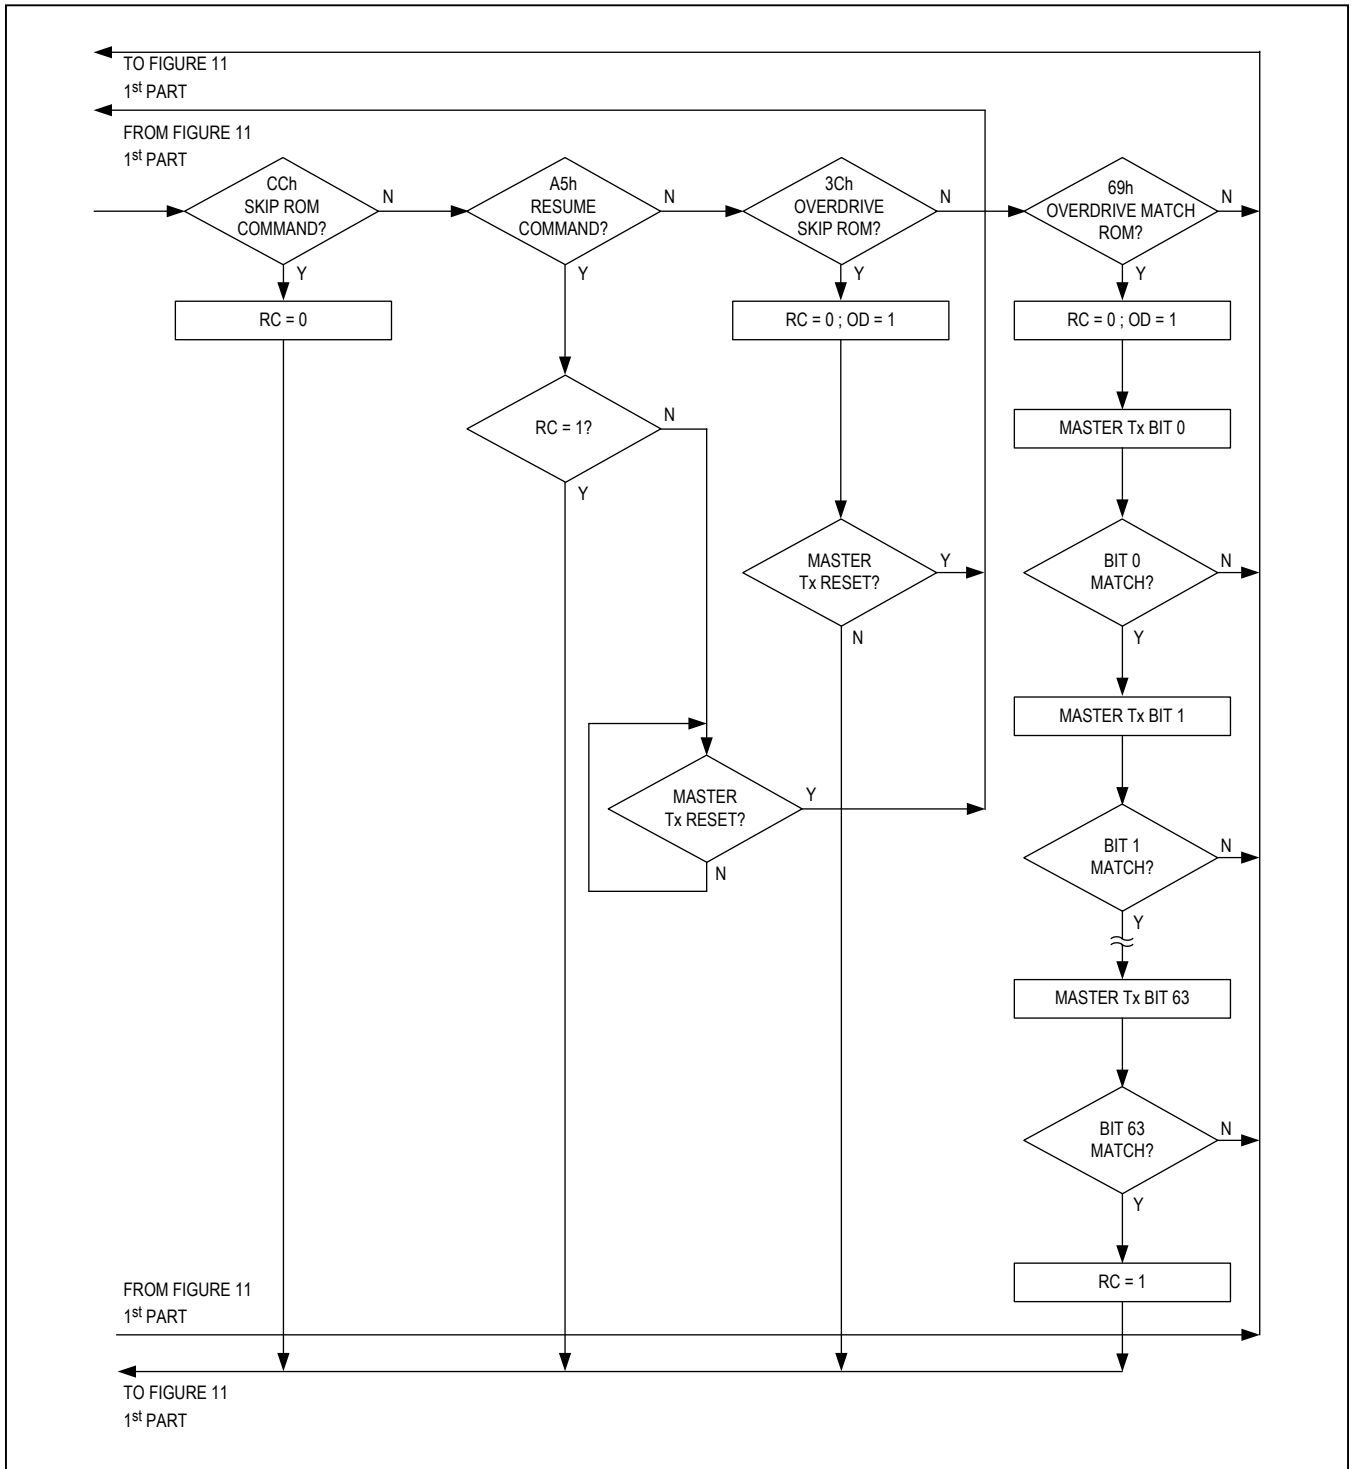 TO FIGURE 11
1st PART
FROM FIGURE 11
1st PART
CCh
SKIP ROM
COMMAND?
N
Y
RC = 0
A5h
RESUME
COMMAND?
N
Y
RC = 1?
N
Y
MASTER
Tx RESET?
Y
N
3Ch
OVERDRIVE
SKIP ROM?
N
Y
RC = 0 ; OD = 1
MASTER
Tx RESET?
Y
N
69h
OVERDRIVE MATCH
ROM?
N
Y
RC = 0 ; OD = 1
MASTER Tx BIT 0
BIT 0
MATCH?
N
Y
MASTER Tx BIT 1
BIT 1
MATCH?
N
Y
MASTER Tx BIT 63
BIT 63
MATCH?
N
Y
RC = 1
FROM FIGURE 11
1st PART
TO FIGURE 11
1st PART